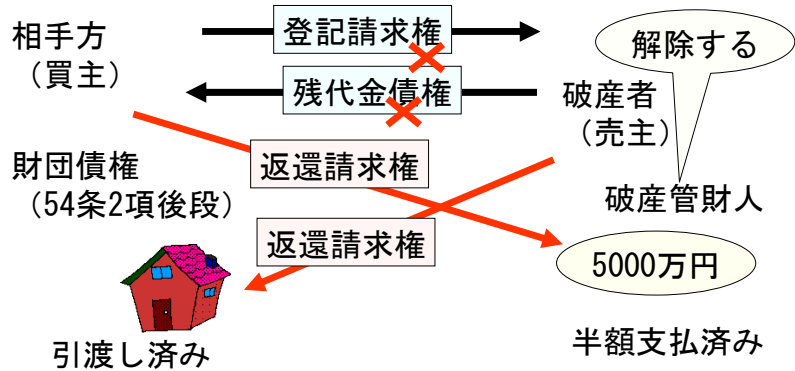 登記請求権
相手方
（買主）
解除する
残代金債権
破産者
（売主）
財団債権
（54条2項後段）
返還請求権
破産管財人
返還請求権
5000万円
引渡し済み
半額支払済み